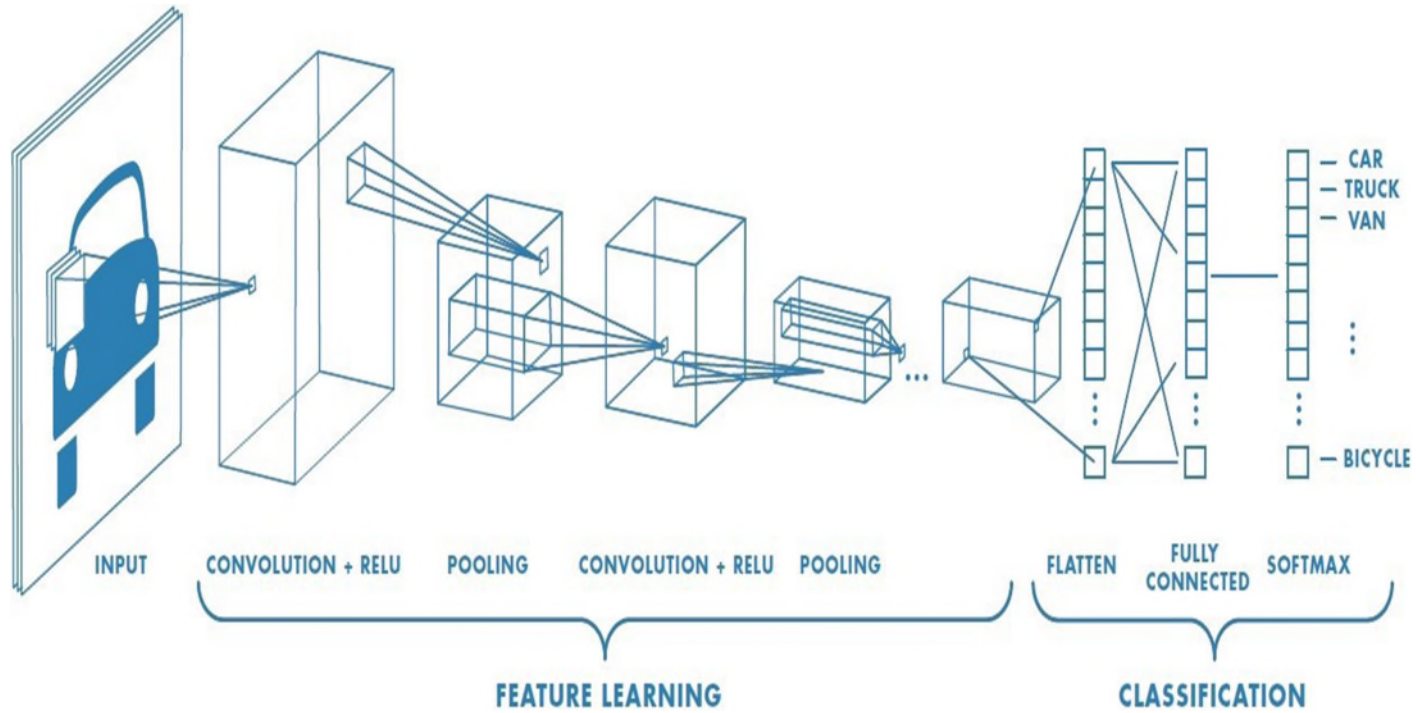 CAR
TRUCK
VAN
BICYCLE
INPUT
CONVOLUTION + RELU
POOLING
CONVOLUTION + RELU
POOLING
FLATTEN
FULLY
CONNECTED
SOFTMAX
FEATURE LEARNING
CLASSIFICATION